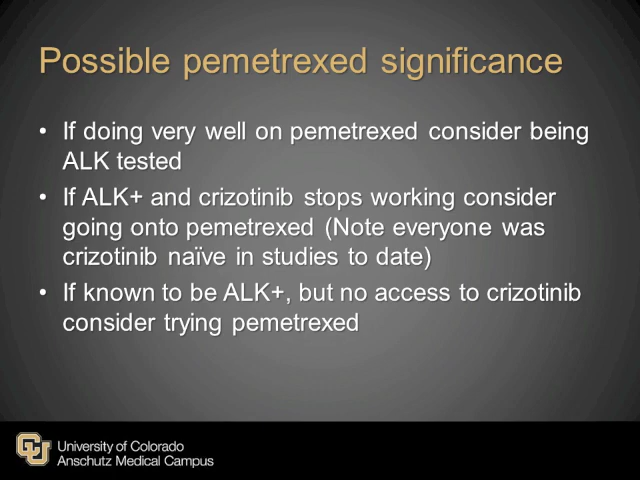 Possible pemetrexed significance
• If doing very well on pemetrexed consider being
ALK tested
• If ALK+ and crizotinib stops working consider
going onto pemetrexed (Note everyone was
crizotinib naïve in studies to date)
• If known to be ALK+, but no access to crizotinib
consider trying pemetrexed
CU
University of Colorado
Anschutz Medical Campus